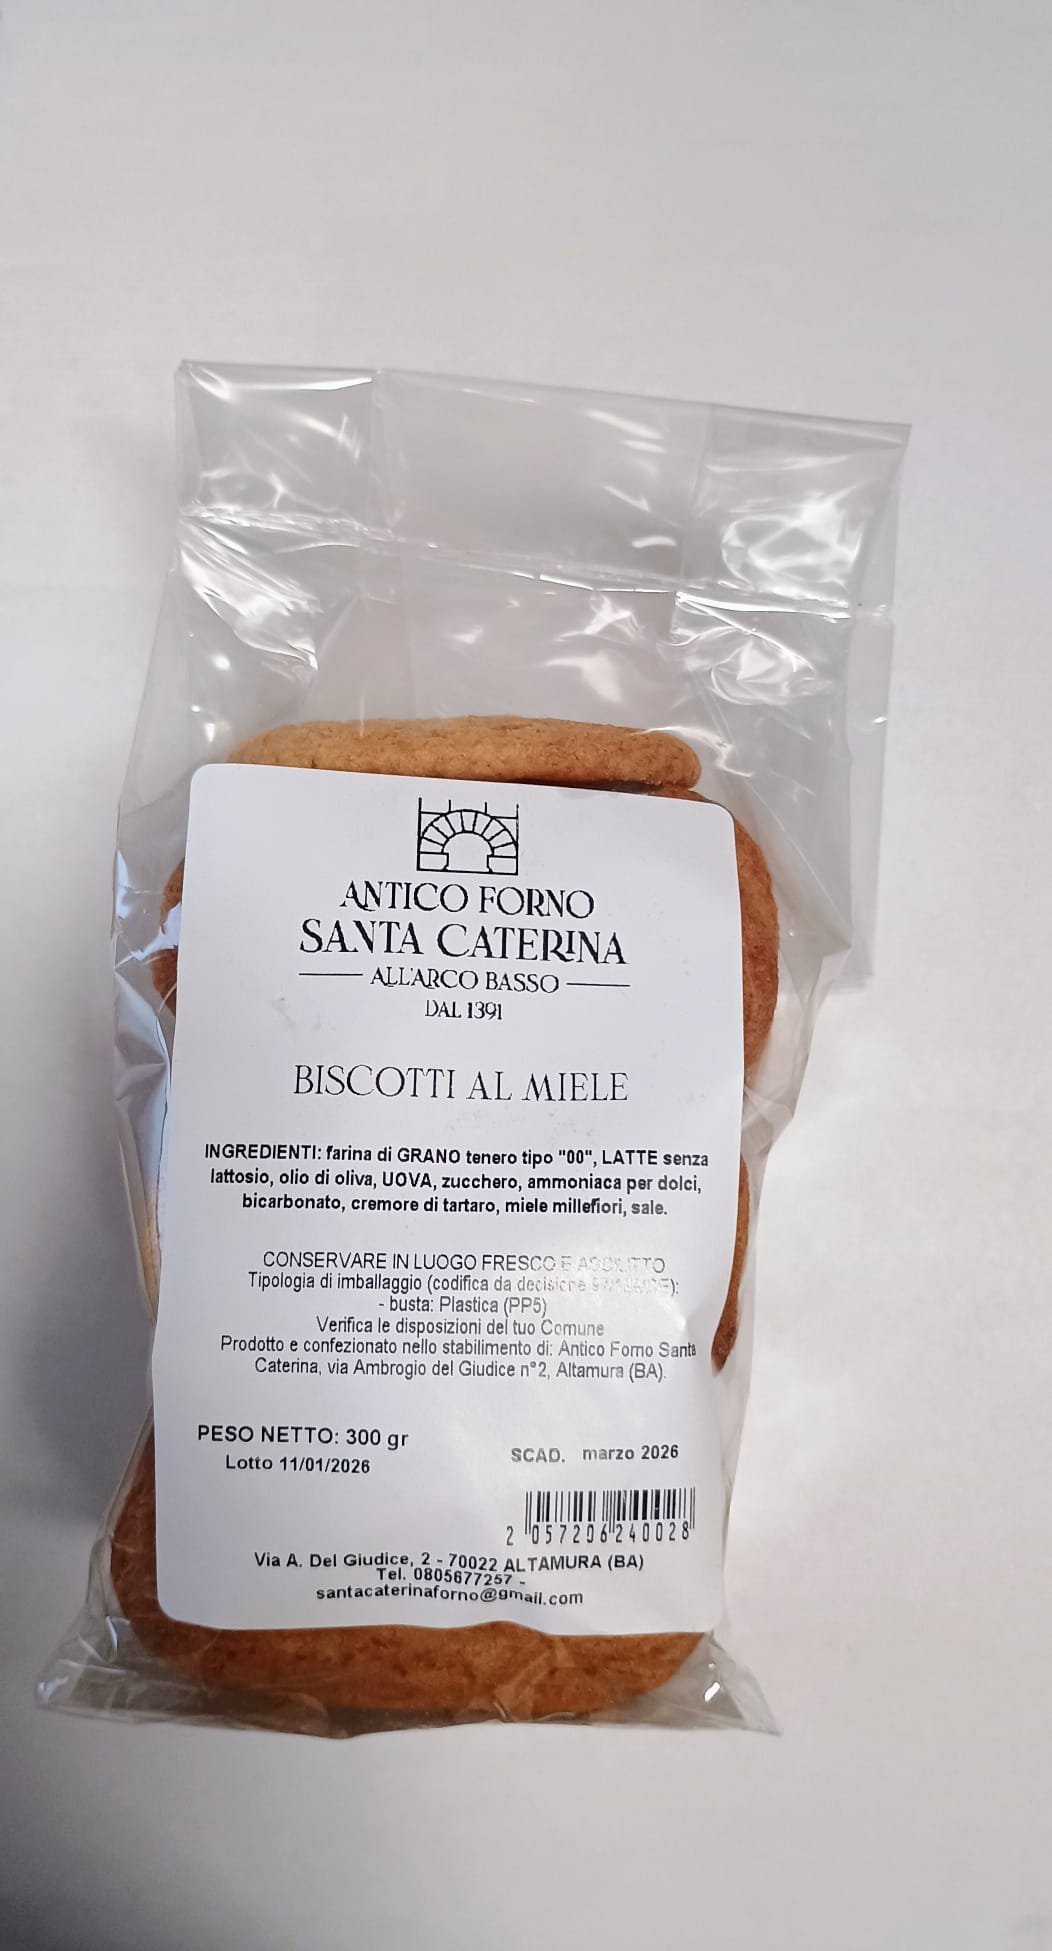 ANTICO FORNO
SANTA CATERINA
ALL'ARCO BASSO
DAL 1391
BISCOTTI AL MIELE
INGREDIENTI: farina di GRANO tenero tipo "00", LATTE senza
lattosio, olio di oliva, UOVA, zucchero, ammoniaca per dolci,
bicarbonato, cremore di tartaro, miele millefiori, sale.
CONSERVARE IN LUOGO FRESCO E ASCIUTTO
Tipologia di imballaggio (codifica da decisione
- busta: Plastica (PP5)
Verifica le disposizioni del tuo Comune
Prodotto e confezionato nello stabilimento di: Antico Forno Santa
Caterina, via Ambrogio del Giudice n°2, Altamura (BA).
PESO NETTO: 300 gr
Lotto 11/01/2026
SCAD. marzo 2026
2 057206 240028
Via A. Del Giudice, 2 - 70022 ALTAMURA (BA)
Tel. 0805677257 -
santacaterinaforno@gmail.com